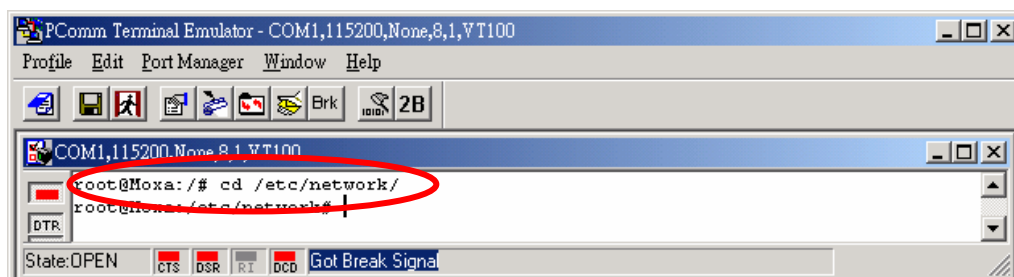 PComm Terminal Emulator - COM1,115200,None,8,1,VT100
Profile Edit Port Manager Window Help
Brk 2B
COM1,115200,None,8,1,VT100
root@Moxa:/# cd /etc/network/
root@Moxa:/etc/network#
DTR
State:OPEN CTS DSR RI DCD Got Break Signal